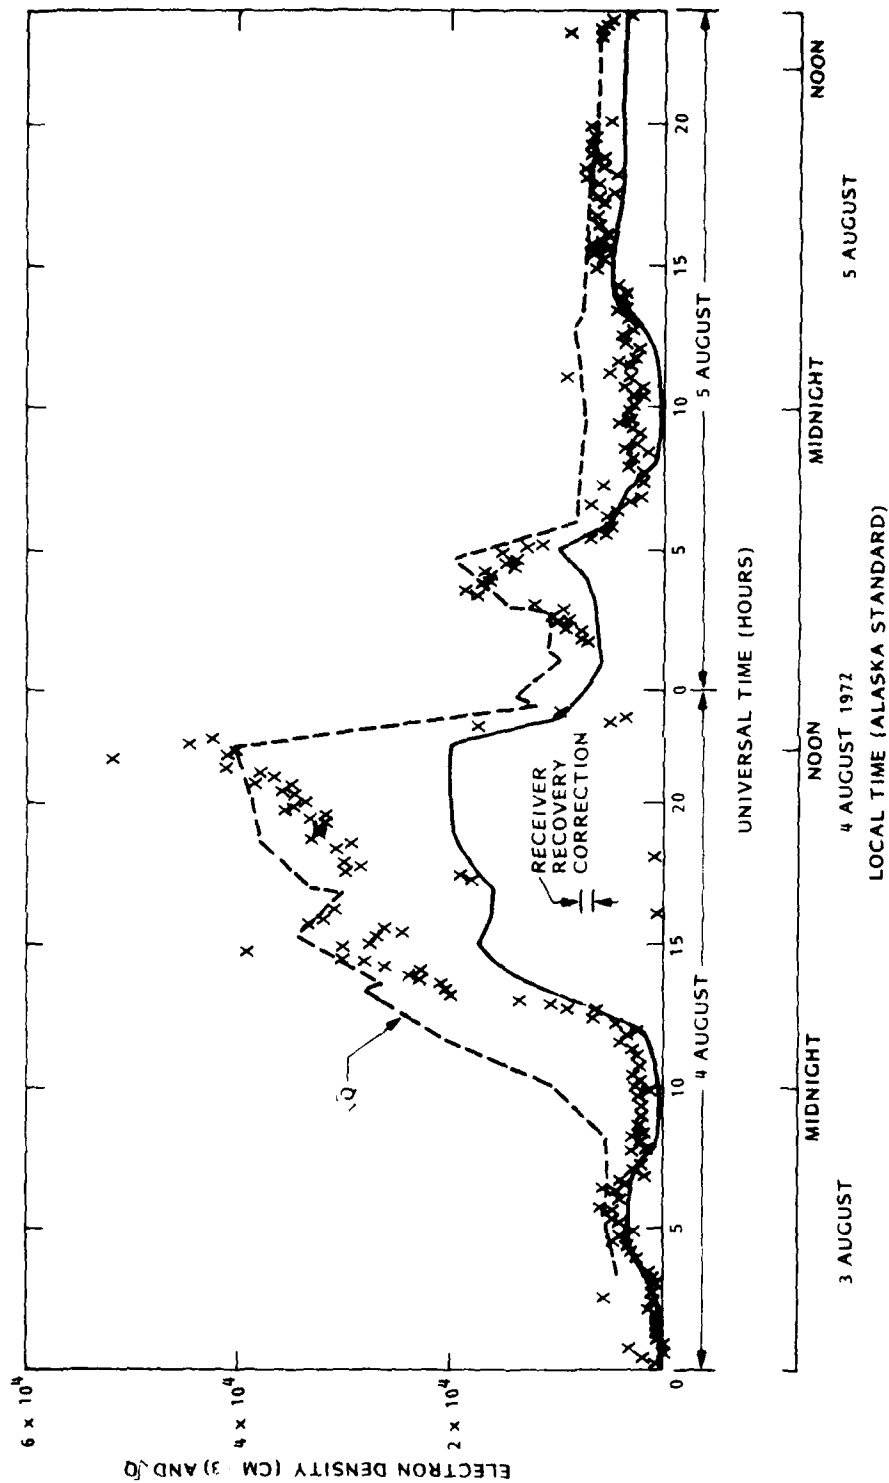 6 x 10⁴
4 x 10⁴
2 x 10⁴
0
ELECTRON DENSITY (CM 3) AND √Q
√Q
RECEIVER
RECOVERY
CORRECTION
5 10 15 20 0 5 10 15 20
4 AUGUST
5 AUGUST
UNIVERSAL TIME (HOURS)
MIDNIGHT NOON MIDNIGHT NOON
3 AUGUST 4 AUGUST 1972 5 AUGUST
LOCAL TIME (ALASKA STANDARD)